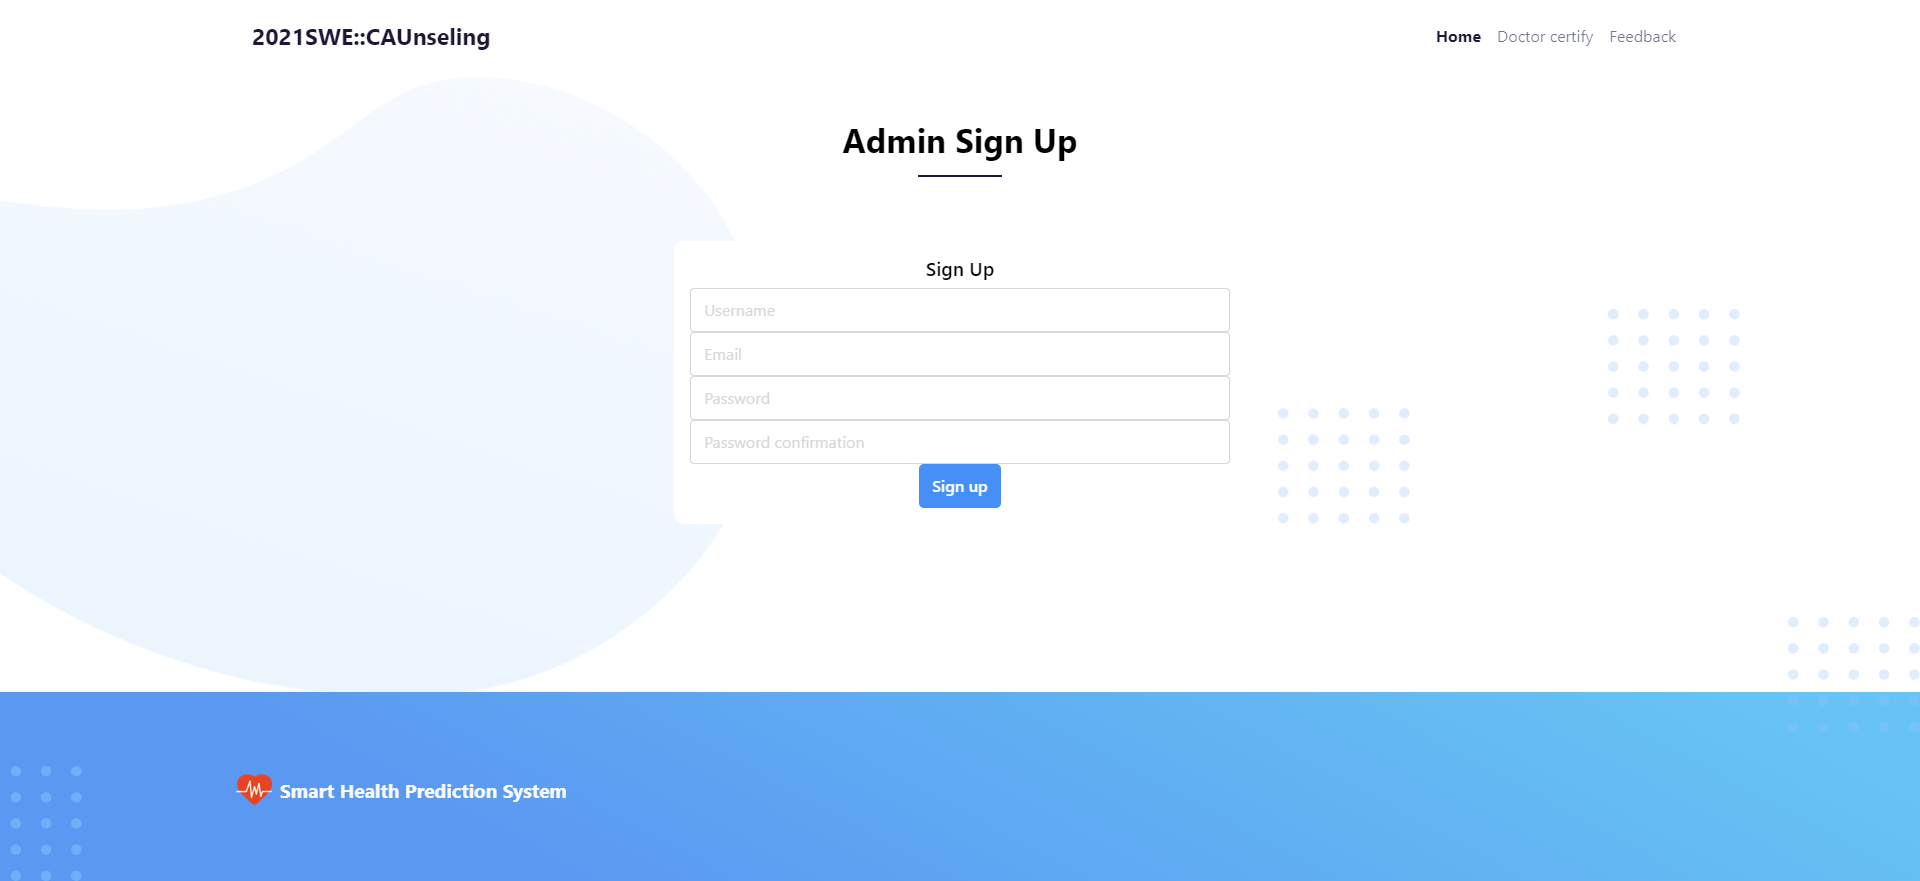 2021SWE::CAUnseling
Home Doctor certify Feedback
Admin Sign Up
Sign Up
Username
Email
Password
Password confirmation
Sign up
Smart Health Prediction System